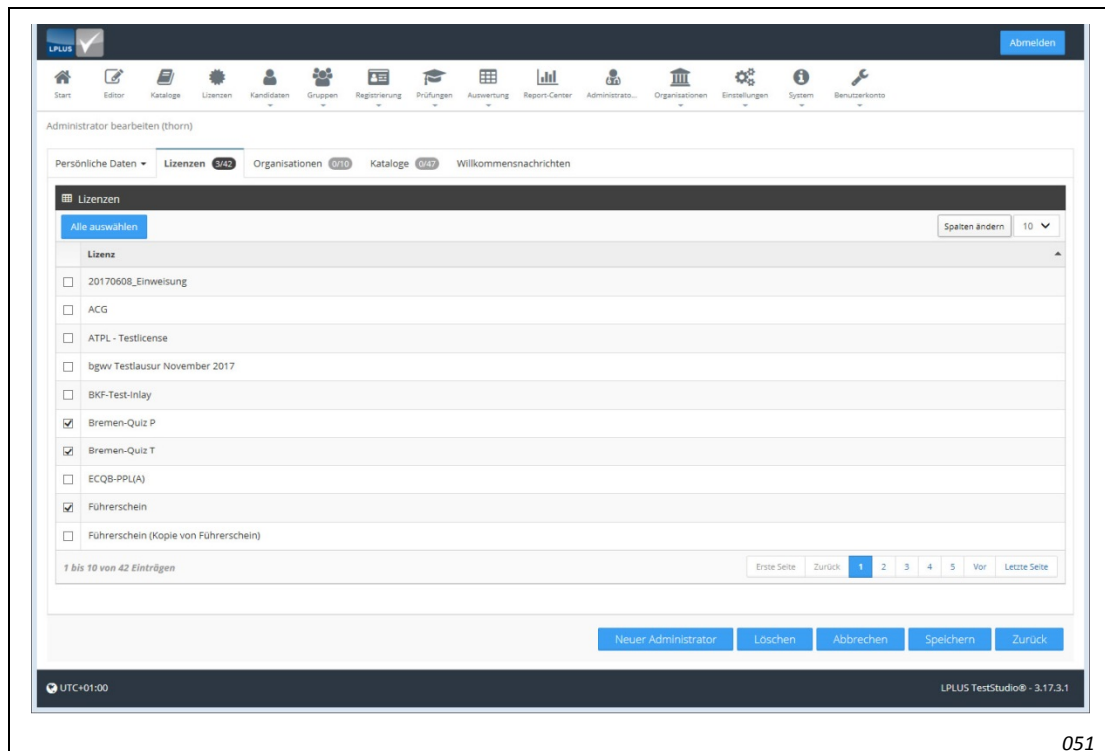 LPLUS
Abmelden
Start Editor Kataloge Lizenzen Kandidaten Gruppen Registrierung Prüfungen Auswertung Report-Center Administrato... Organisationen Einstellungen System Benutzerkonto
Administrator bearbeiten (thorn)
Persönliche Daten Lizenzen 3/42 Organisationen 0/10 Kataloge 0/47 Willkommensnachrichten
Lizenzen
Alle auswählen Spalten ändern 10
Lizenz
20170608_Einweisung
ACG
ATPL - Testlicense
bgwv Testlausur November 2017
BKF-Test-Inlay
Bremen-Quiz P
Bremen-Quiz T
ECQB-PPL(A)
Führerschein
Führerschein (Kopie von Führerschein)
1 bis 10 von 42 Einträgen Erste Seite Zurück 1 2 3 4 5 Vor Letzte Seite
Neuer Administrator Löschen Abbrechen Speichern Zurück
UTC+01:00 LPLUS TestStudio® - 3.17.3.1
051